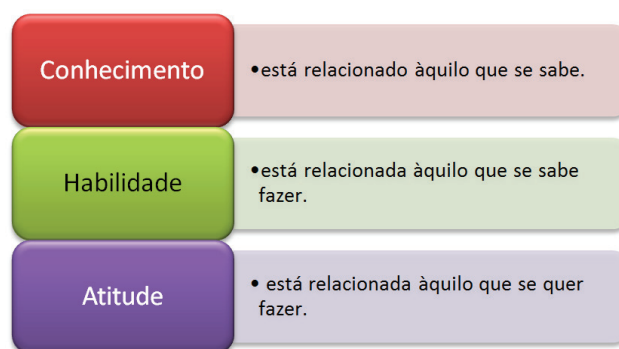 Conhecimento
•está relacionado àquilo que se sabe.
Habilidade
•está relacionada àquilo que se sabe
fazer.
Atitude
• está relacionada àquilo que se quer
fazer.